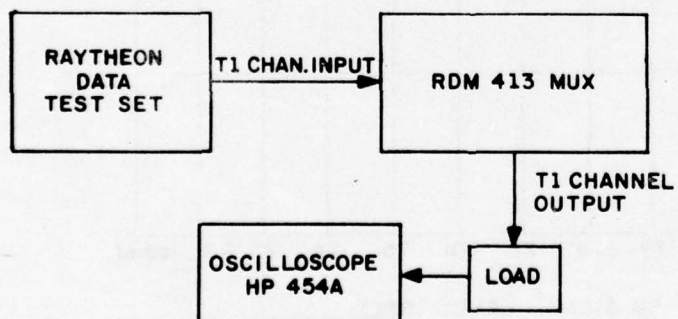 RAYTHEON
DATA
TEST SET
T1 CHAN. INPUT
RDM 413 MUX
T1 CHANNEL
OUTPUT
OSCILLOSCOPE
HP 454A
LOAD